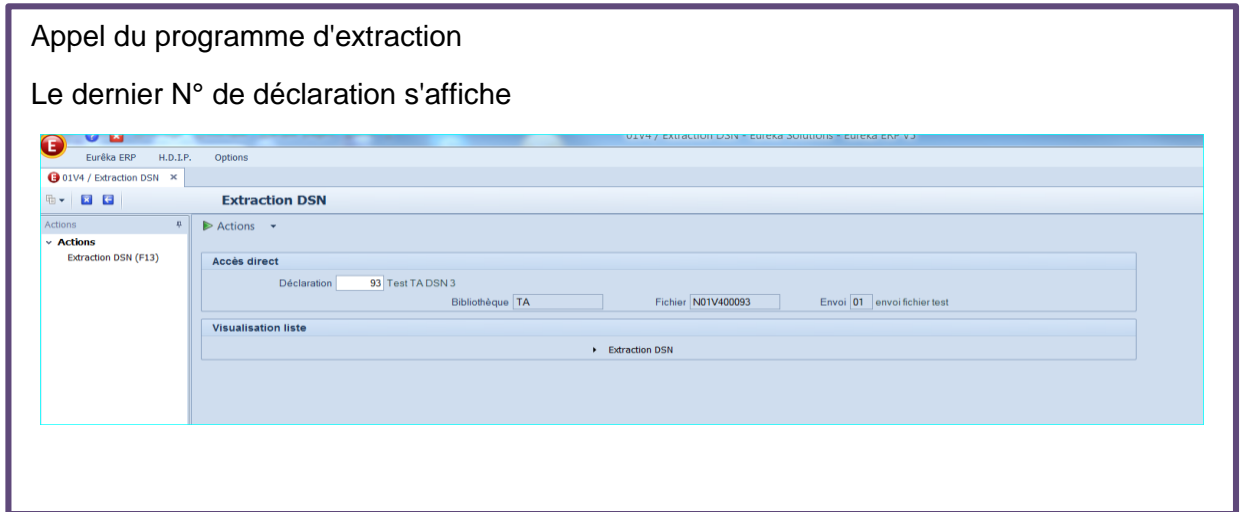 Appel du programme d'extraction
Le dernier N° de déclaration s'affiche
01V4 / Extraction DSN - Eurêka Solutions - Eurêka ERP V3
Eurêka ERP H.D.I.P. Options
01V4 / Extraction DSN
Extraction DSN
Actions
Actions
Actions
Extraction DSN (F13)
Accès direct
Déclaration 93 Test TA DSN 3
Bibliothèque TA Fichier N01V400093 Envoi 01 envoi fichier test
Visualisation liste
Extraction DSN